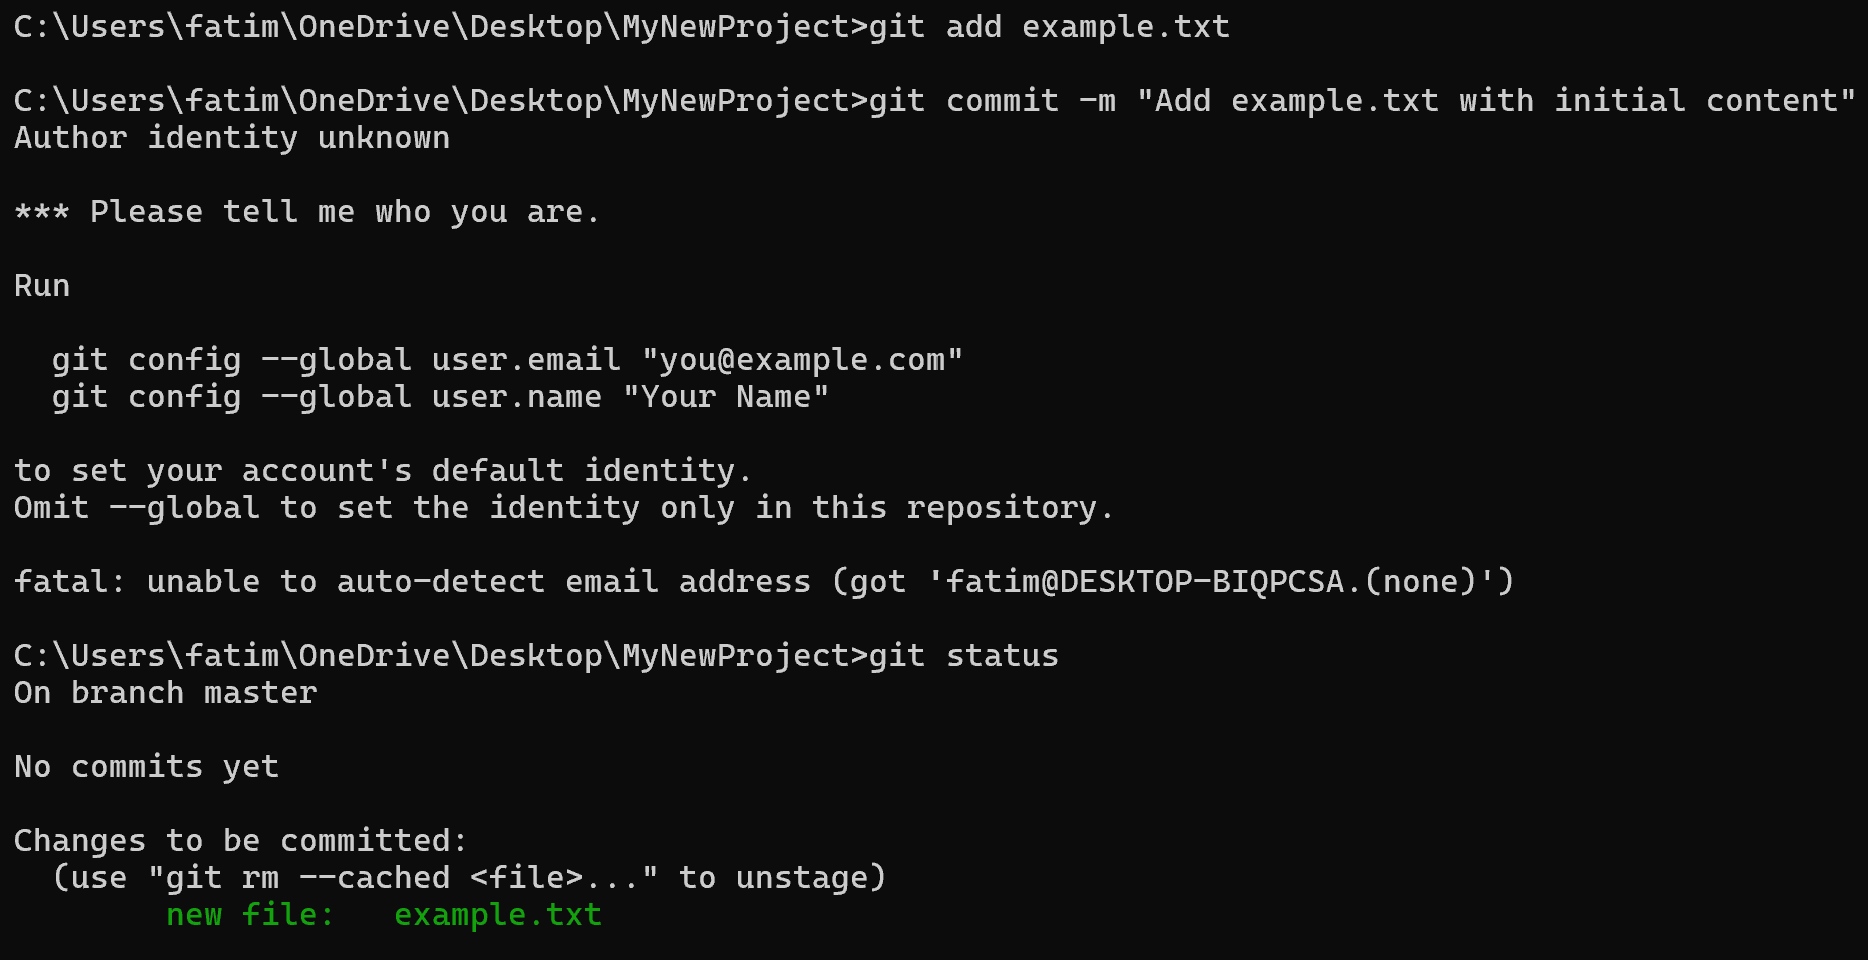 C:\Users\fatim\OneDrive\Desktop\MyNewProject>git add example.txt
C:\Users\fatim\OneDrive\Desktop\MyNewProject>git commit -m "Add example.txt with initial content"
Author identity unknown
*** Please tell me who you are.
Run
  git config --global user.email "you@example.com"
  git config --global user.name "Your Name"
to set your account's default identity.
Omit --global to set the identity only in this repository.
fatal: unable to auto-detect email address (got 'fatim@DESKTOP-BIQPCSA.(none)')
C:\Users\fatim\OneDrive\Desktop\MyNewProject>git status
On branch master
No commits yet
Changes to be committed:
  (use "git rm --cached <file>..." to unstage)
        new file:   example.txt